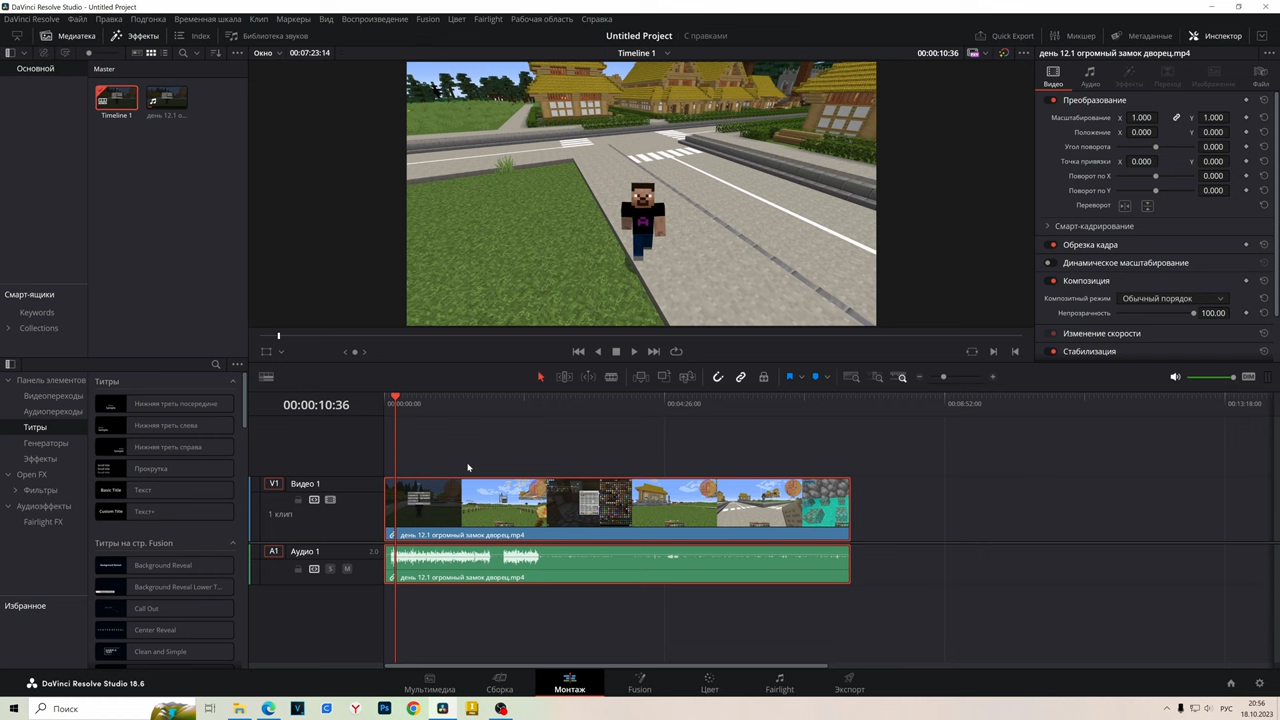 DaVinci Resolve Studio - Untitled Project
DaVinci Resolve Файл Правка Подгонка Временная шкала Клип Маркеры Вид Воспроизведение Fusion Цвет Fairlight Рабочая область Справка
Медиатека Эффекты Index Библиотека звуков Untitled Project С правками Quick Export Микшер Метаданные Инспектор
Окно 00:07:23:14 Timeline 1 00:00:10:36 день 12.1 огромный замок дворец.mp4
Основной Master
Видео Аудио Эффекты Переход Изображение Файл
Timeline 1 день 12.1 о...
Преобразование
Масштабирование X 1.000 Y 1.000
Положение X 0.000 Y 0.000
Угол поворота 0.000
Точка привязки X 0.000 Y 0.000
Поворот по X 0.000
Поворот по Y 0.000
Переворот
Смарт-кадрирование
Обрезка кадра
Динамическое масштабирование
Композиция
Композитный режим Обычный порядок
Непрозрачность 100.00
Изменение скорости
Стабилизация
Смарт-ящики
Keywords
Collections
Панель элементов
Видеопереходы
Аудиопереходы
Титры
Генераторы
Эффекты
Open FX
Фильтры
Аудиоэффекты
Fairlight FX
Избранное
Титры
Нижняя треть посередине
Нижняя треть слева
Нижняя треть справа
Прокрутка
Basic Title Текст
Custom Title Текст+
Титры на стр. Fusion
Background Reveal
Background Reveal Lower T...
Call Out
Center Reveal
Clean and Simple
DIM
00:00:10:36 00:00:00:00 00:04:26:00 00:08:52:00 00:13:18:00
V1 Видео 1
1 клип
день 12.1 огромный замок дворец.mp4
A1 Аудио 1 2.0
S M
день 12.1 огромный замок дворец.mp4
DaVinci Resolve Studio 18.6
Мультимедиа Сборка Монтаж Fusion Цвет Fairlight Экспорт
Поиск
РУС
20:56
18.10.2023